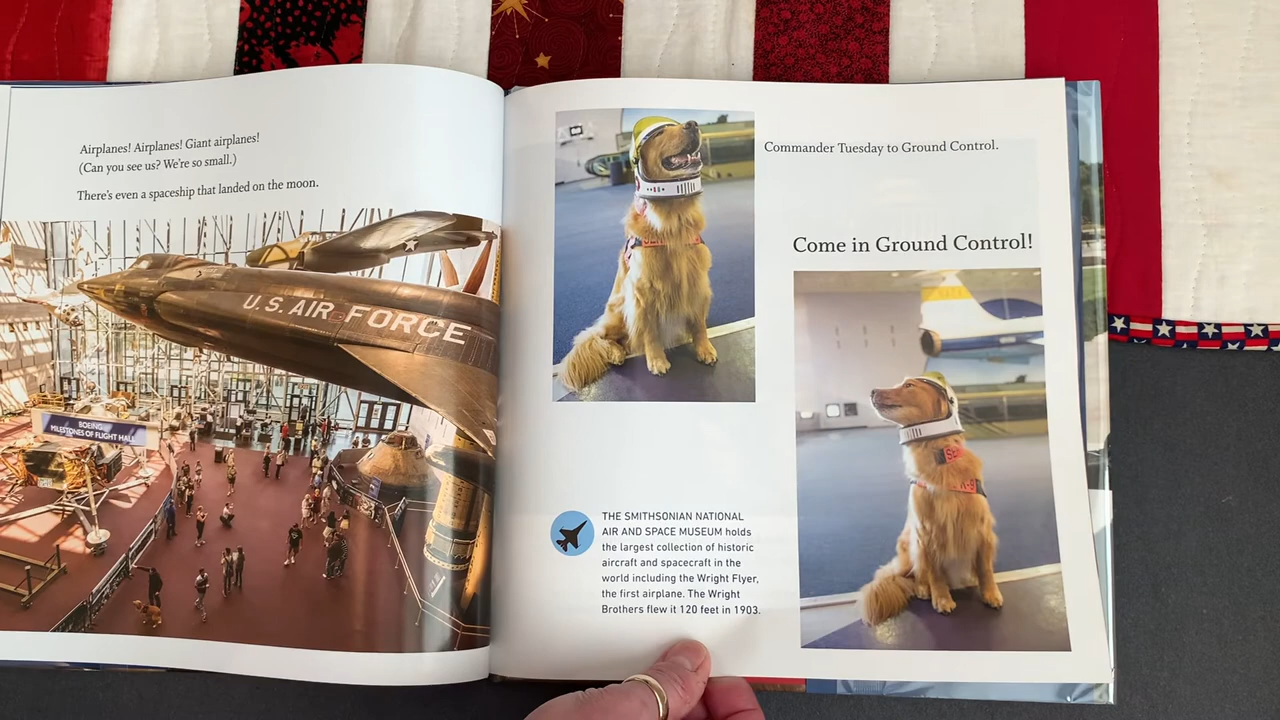 Airplanes! Airplanes! Giant airplanes!
(Can you see us? We're so small.)
There's even a spaceship that landed on the moon.
U.S. AIR FORCE
BOEING
MILESTONES OF FLIGHT HALL
Commander Tuesday to Ground Control.
Come in Ground Control!
THE SMITHSONIAN NATIONAL
AIR AND SPACE MUSEUM holds
the largest collection of historic
aircraft and spacecraft in the
world including the Wright Flyer,
the first airplane. The Wright
Brothers flew it 120 feet in 1903.